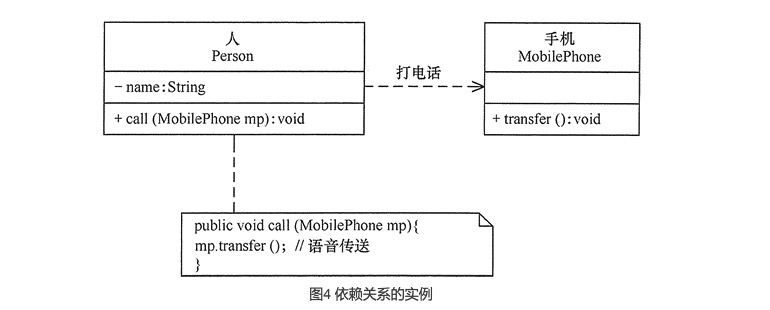 人
Person
- name:String
+ call (MobilePhone mp):void
打电话
手机
MobilePhone
+ transfer ():void
public void call (MobilePhone mp){
mp.transfer (); // 语音传送
}
图4 依赖关系的实例